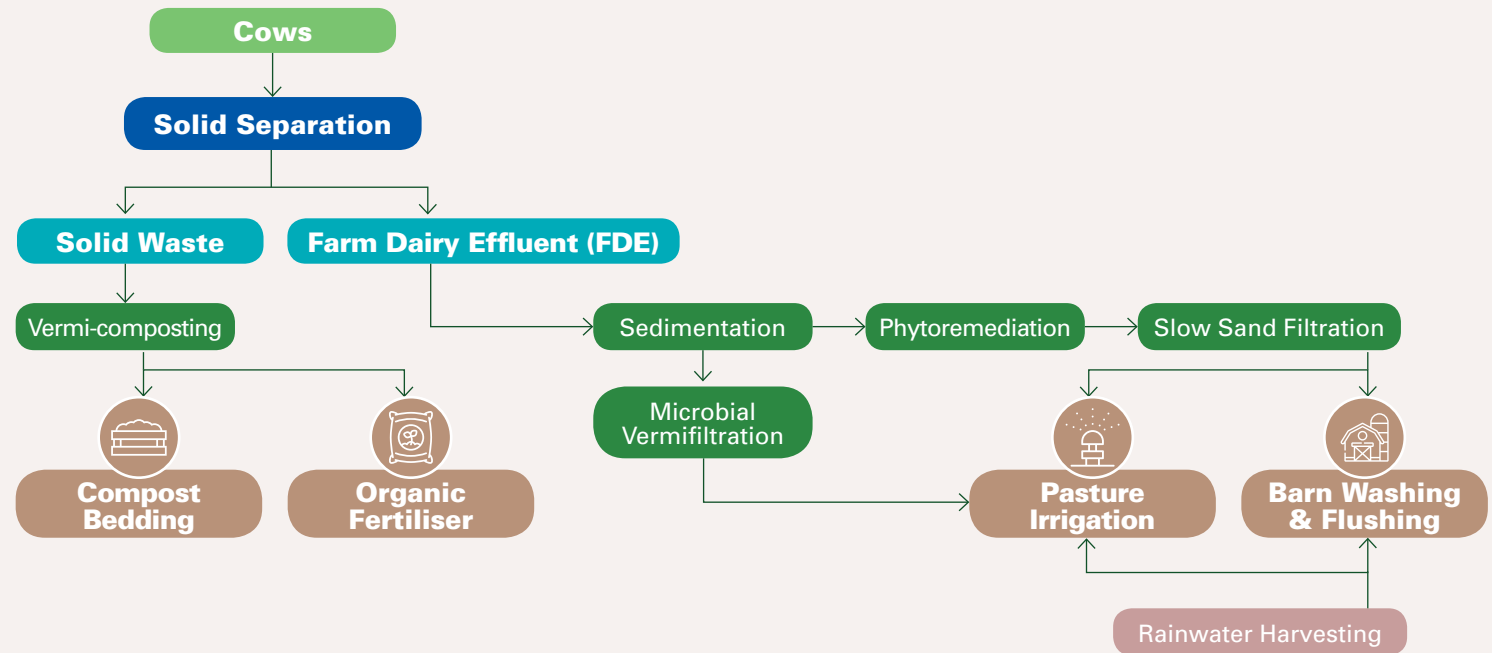 Cows
Solid Separation
Solid Waste
Farm Dairy Effluent (FDE)
Vermi-composting
Sedimentation
Phytoremediation
Slow Sand Filtration
Microbial
Vermifiltration
Compost
Bedding
Organic
Fertiliser
Pasture
Irrigation
Barn Washing
& Flushing
Rainwater Harvesting